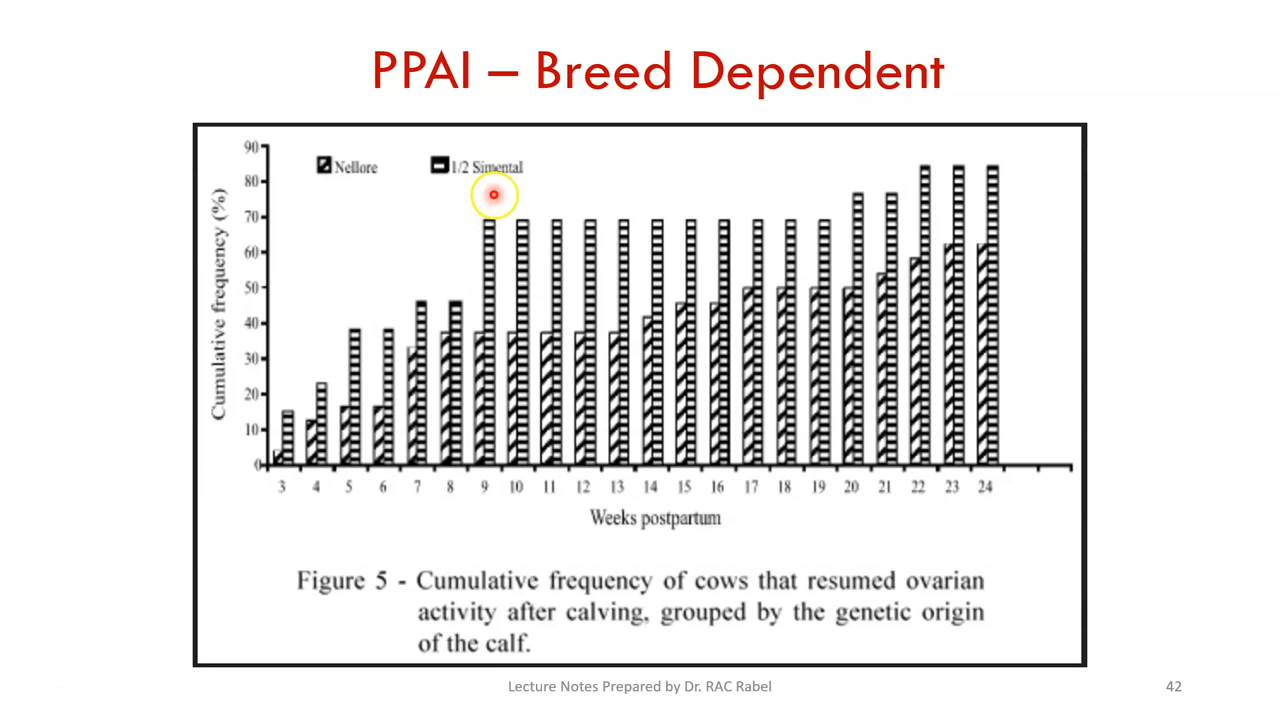 PPAI – Breed Dependent
Nellore
1/2 Simental
Cumulative frequency (%)
90
80
70
60
50
40
30
20
10
0
3 4 5 6 7 8 9 10 11 12 13 14 15 16 17 18 19 20 21 22 23 24
Weeks postpartum
Figure 5 - Cumulative frequency of cows that resumed ovarian
activity after calving, grouped by the genetic origin
of the calf.
Lecture Notes Prepared by Dr. RAC Rabel
42